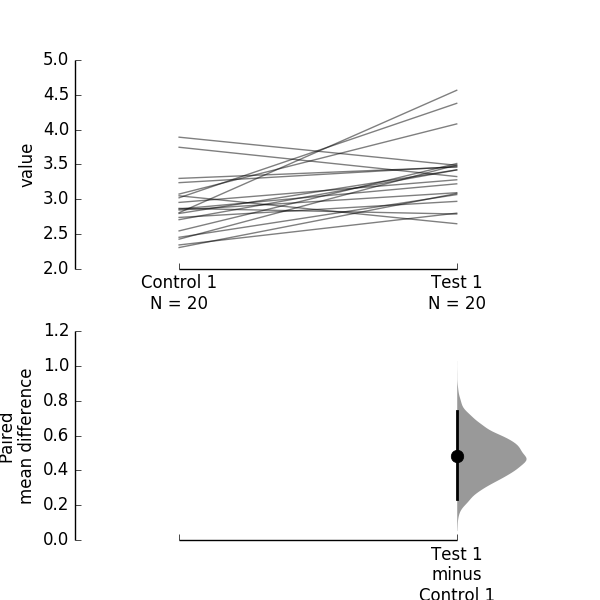 5.0
4.5
4.0
3.5
3.0
2.5
2.0
value
Control 1
N = 20
Test 1
N = 20
1.2
1.0
0.8
0.6
0.4
0.2
0.0
Paired
mean difference
Test 1
minus
Control 1